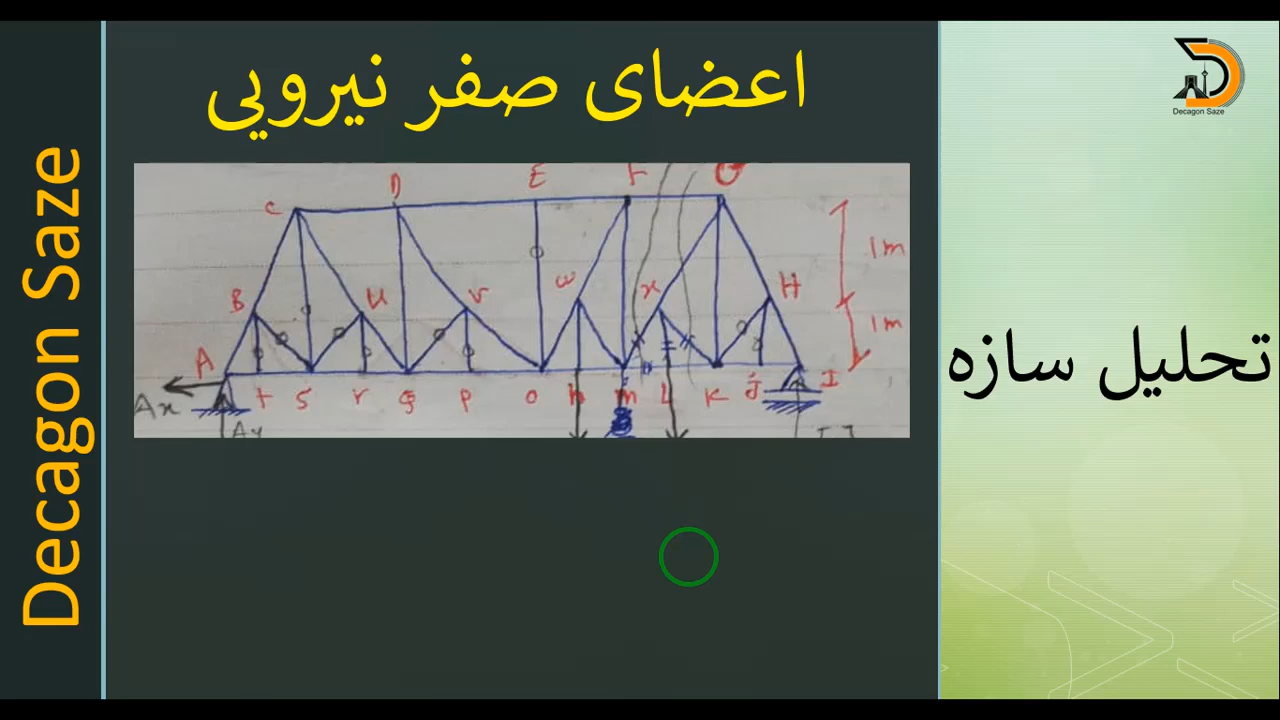 اعضای صفر نیرویی
Decagon Saze
تحلیل سازه
Decagon Saze
C D E F G
1m
B U V W X H
1m
A I
t S r q p o n m L K j
Ax
Ay